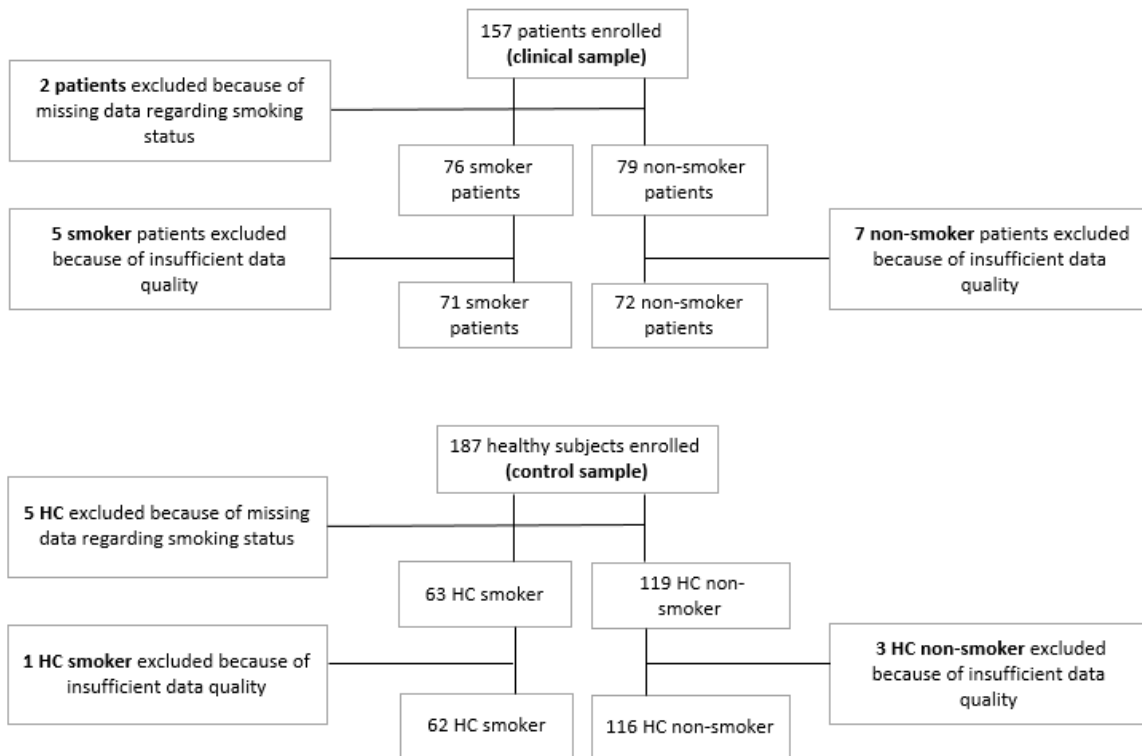 157 patients enrolled
(clinical sample)
2 patients excluded because of
missing data regarding smoking
status
76 smoker
patients
79 non-smoker
patients
5 smoker patients excluded
because of insufficient data
quality
7 non-smoker patients excluded
because of insufficient data
quality
71 smoker
patients
72 non-smoker
patients
187 healthy subjects enrolled
(control sample)
5 HC excluded because of missing
data regarding smoking status
63 HC smoker
119 HC non-
smoker
1 HC smoker excluded because of
insufficient data quality
3 HC non-smoker excluded
because of insufficient data
quality
62 HC smoker
116 HC non-smoker